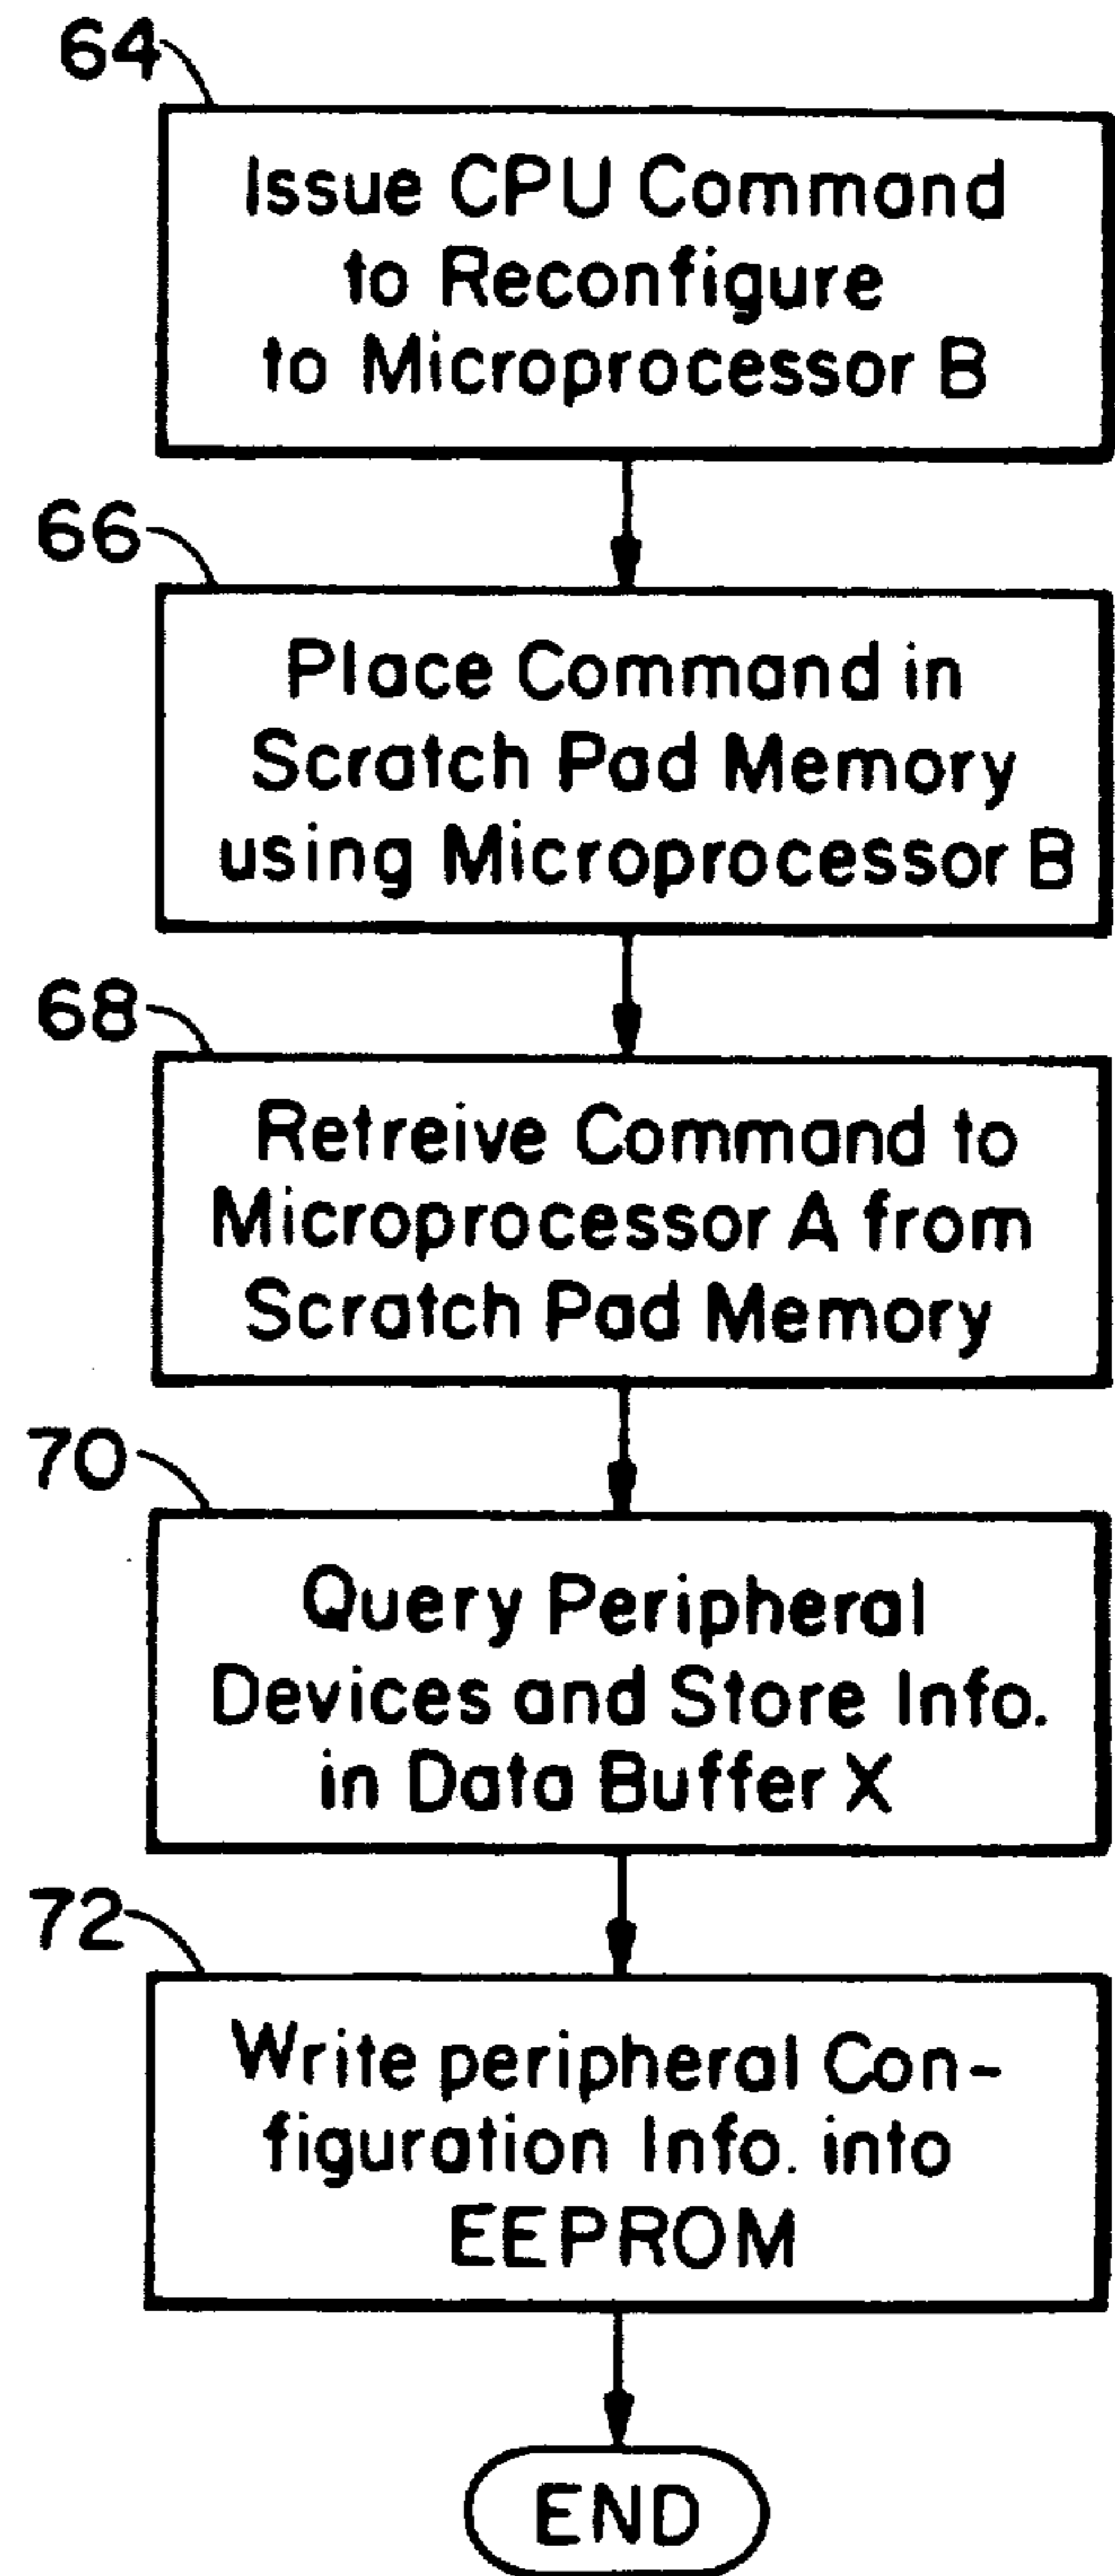 64
Issue CPU Command
to Reconfigure
to Microprocessor B
66
Place Command in
Scratch Pad Memory
using Microprocessor B
68
Retreive Command to
Microprocessor A from
Scratch Pad Memory
70
Query Peripheral
Devices and Store Info.
in Data Buffer X
72
Write peripheral Con-
figuration Info. into
EEPROM
END